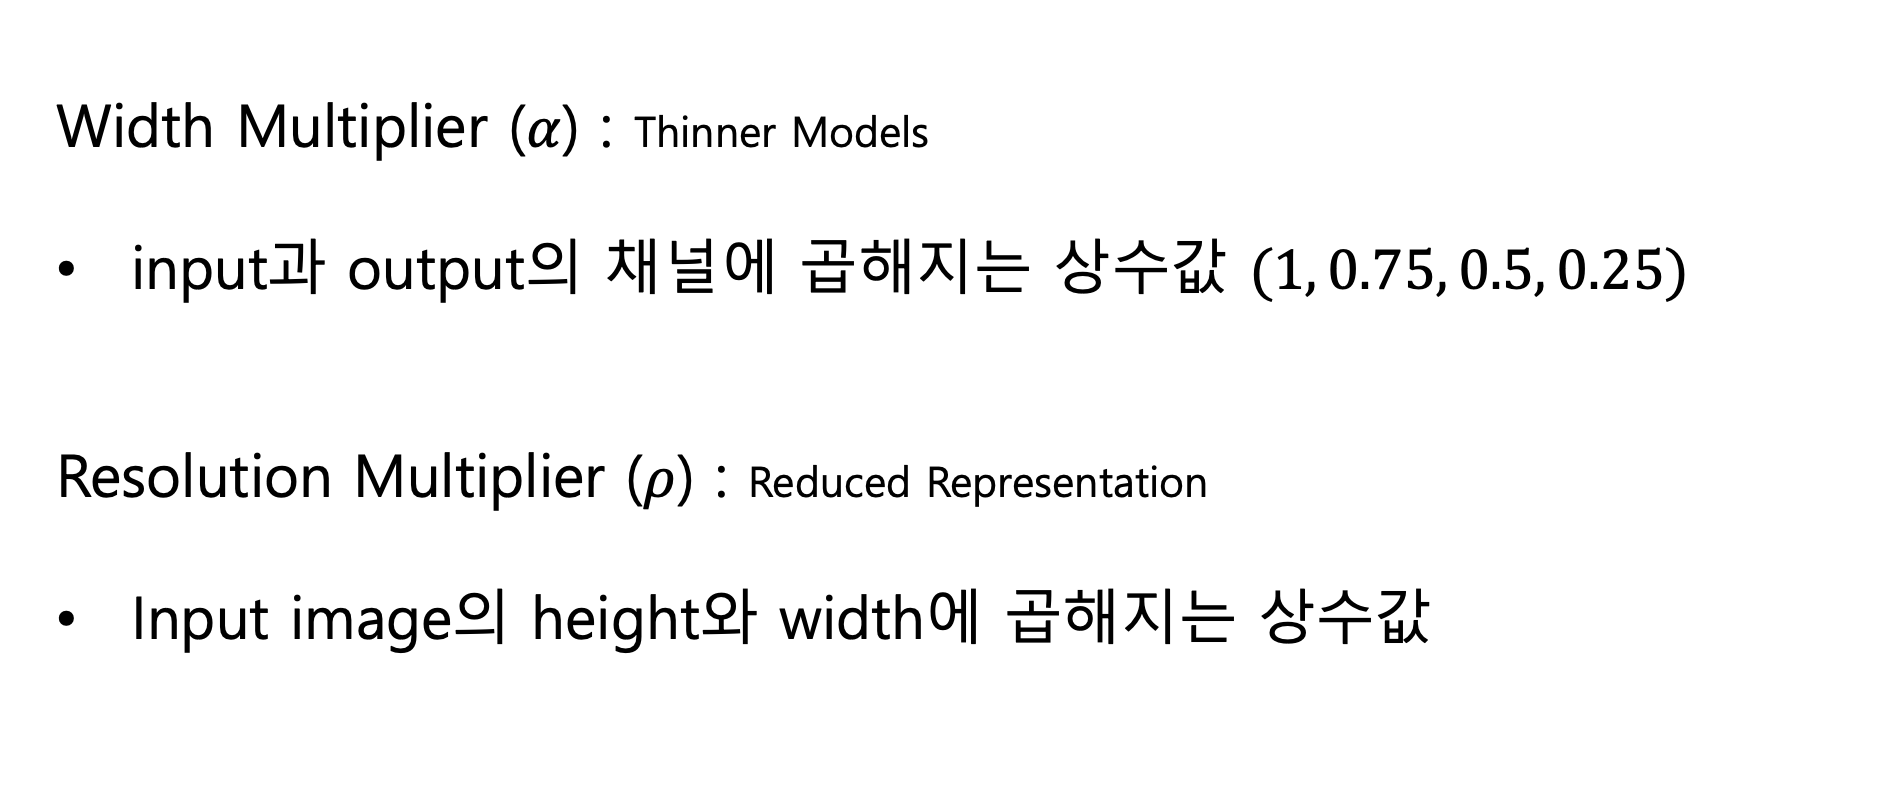 Width Multiplier (α) : Thinner Models
• input과 output의 채널에 곱해지는 상수값 (1, 0.75, 0.5, 0.25)
Resolution Multiplier (ρ) : Reduced Representation
• Input image의 height와 width에 곱해지는 상수값